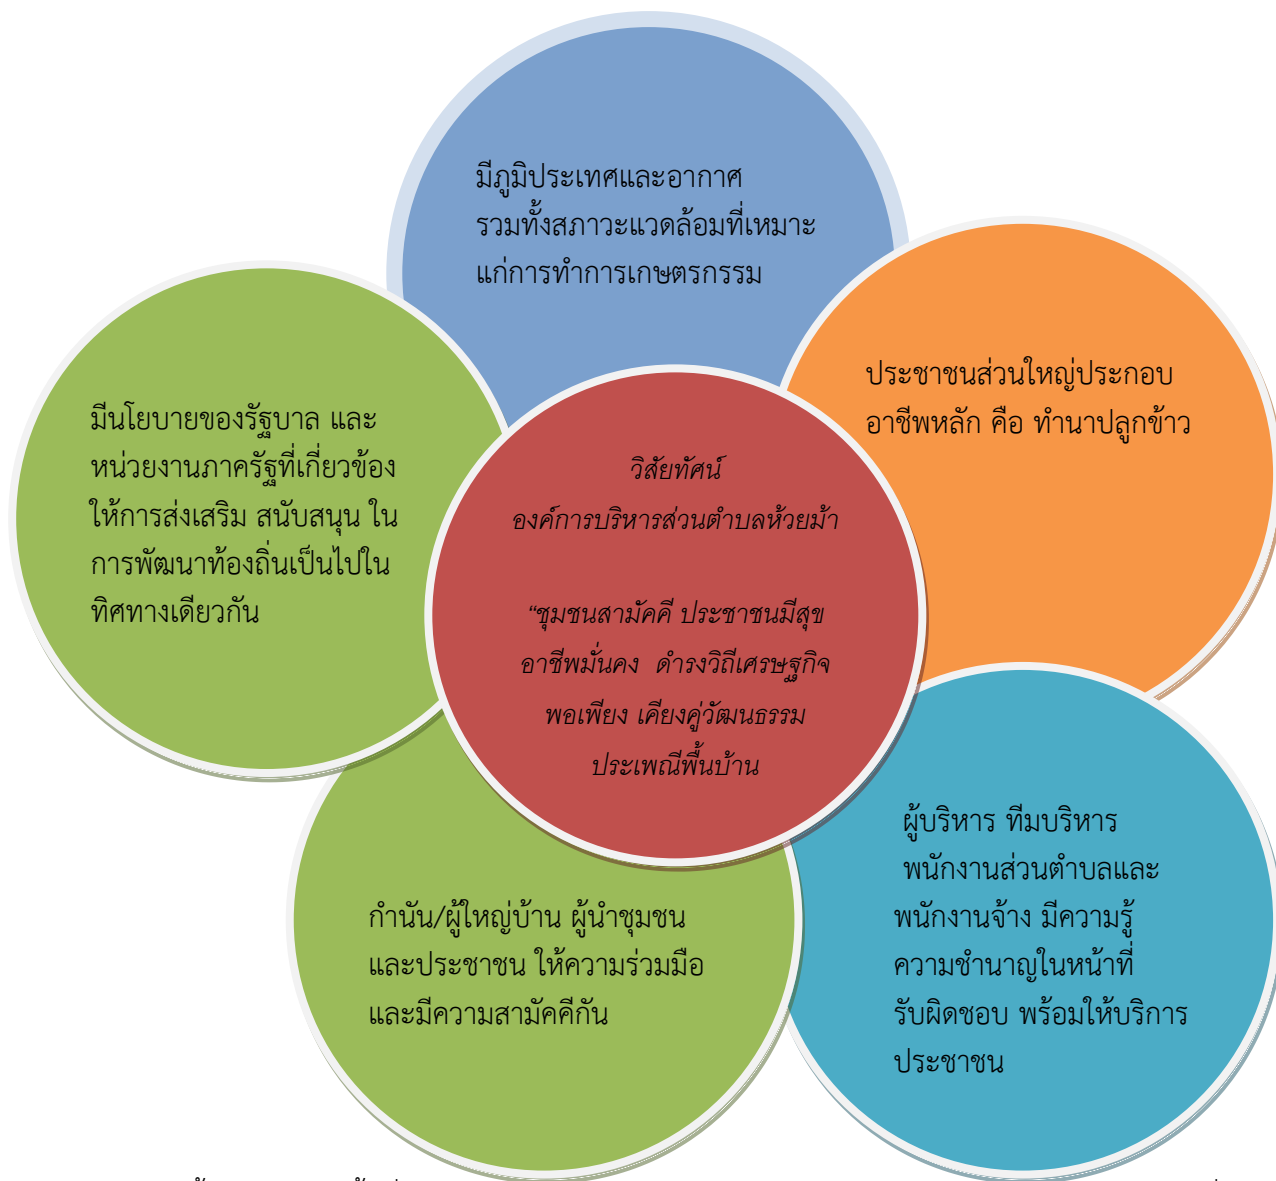 มีภูมิประเทศและอากาศ
รวมทั้งสภาวะแวดล้อมที่เหมาะ
แก่การทำการเกษตรกรรม
ประชาชนส่วนใหญ่ประกอบ
อาชีพหลัก คือ ทำนาปลูกข้าว
มีนโยบายของรัฐบาล และ
หน่วยงานภาครัฐที่เกี่ยวข้อง
ให้การส่งเสริม สนับสนุน ใน
การพัฒนาท้องถิ่นเป็นไปใน
ทิศทางเดียวกัน
วิสัยทัศน์
องค์การบริหารส่วนตำบลห้วยม้า
“ชุมชนสามัคคี ประชาชนมีสุข
อาชีพมั่นคง ดำรงวิถีเศรษฐกิจ
พอเพียง เคียงคู่วัฒนธรรม
ประเพณีพื้นบ้าน
ผู้บริหาร ทีมบริหาร
พนักงานส่วนตำบลและ
พนักงานจ้าง มีความรู้
ความชำนาญในหน้าที่
รับผิดชอบ พร้อมให้บริการ
ประชาชน
กำนัน/ผู้ใหญ่บ้าน ผู้นำชุมชน
และประชาชน ให้ความร่วมมือ
และมีความสามัคคีกัน